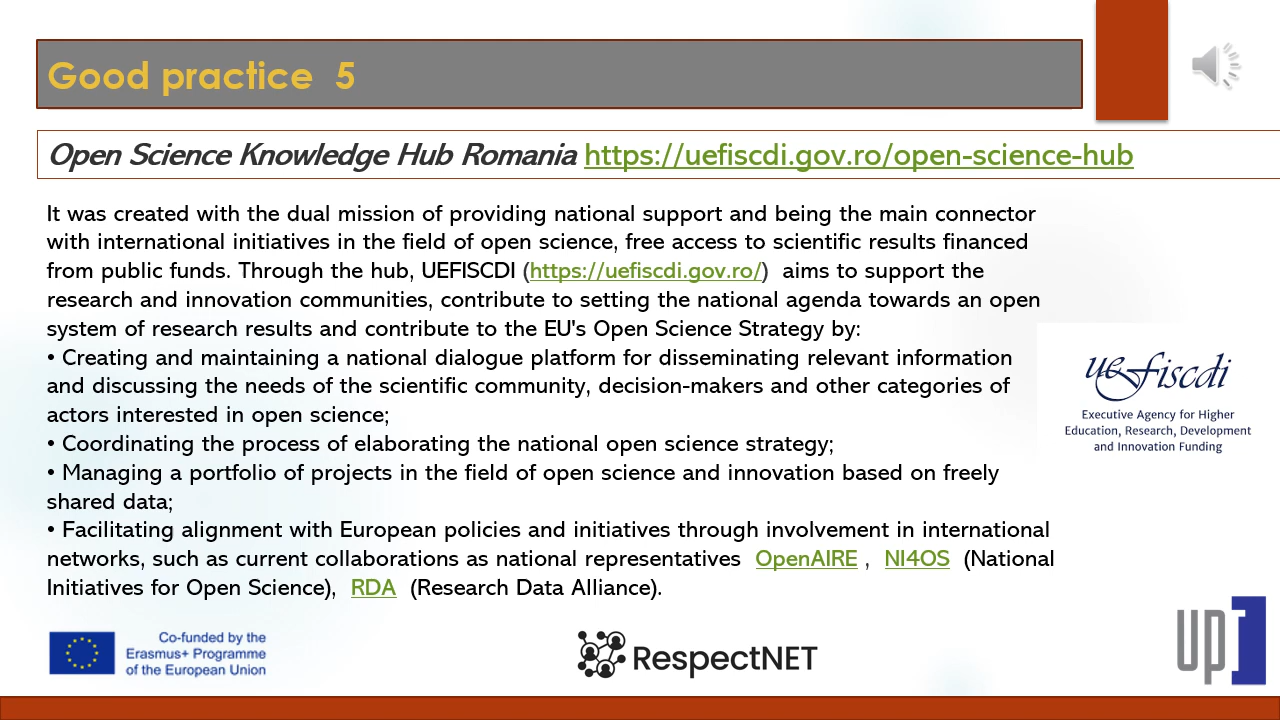 Good practice 5
Open Science Knowledge Hub Romania https://uefiscdi.gov.ro/open-science-hub
It was created with the dual mission of providing national support and being the main connector
with international initiatives in the field of open science, free access to scientific results financed
from public funds. Through the hub, UEFISCDI (https://uefiscdi.gov.ro/) aims to support the
research and innovation communities, contribute to setting the national agenda towards an open
system of research results and contribute to the EU's Open Science Strategy by:
• Creating and maintaining a national dialogue platform for disseminating relevant information
and discussing the needs of the scientific community, decision-makers and other categories of
actors interested in open science;
• Coordinating the process of elaborating the national open science strategy;
• Managing a portfolio of projects in the field of open science and innovation based on freely
shared data;
• Facilitating alignment with European policies and initiatives through involvement in international
networks, such as current collaborations as national representatives OpenAIRE , NI4OS (National
Initiatives for Open Science), RDA (Research Data Alliance).
uefiscdi
Executive Agency for Higher
Education, Research, Development
and Innovation Funding
Co-funded by the
Erasmus+ Programme
of the European Union
RespectNET
UP